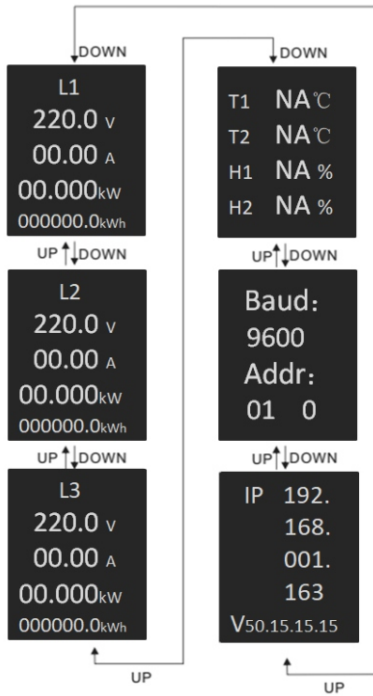 DOWN
L1
220.0 V
00.00 A
00.000kW
000000.0kWh
UP DOWN
L2
220.0 V
00.00 A
00.000kW
000000.0kWh
UP DOWN
L3
220.0 V
00.00 A
00.000kW
000000.0kWh
UP
DOWN
T1 NA℃
T2 NA℃
H1 NA %
H2 NA %
UP DOWN
Baud:
9600
Addr:
01 0
UP DOWN
IP 192.
168.
001.
163
V50.15.15.15
UP